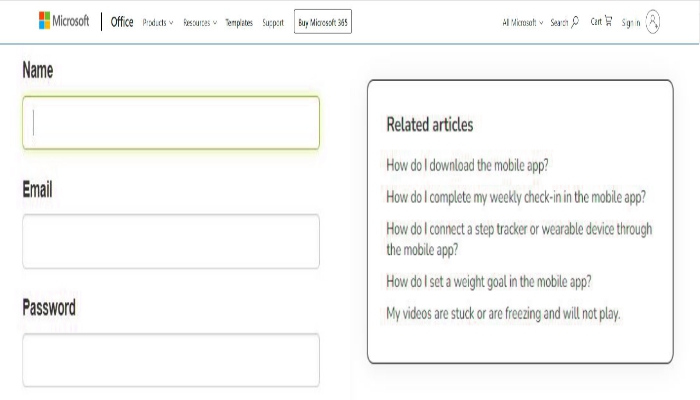 Microsoft Office Products Resources Templates Support Buy Microsoft 365 All Microsoft Search Cart Sign in
Name
Email
Password
Related articles
How do I download the mobile app?
How do I complete my weekly check-in in the mobile app?
How do I connect a step tracker or wearable device through
the mobile app?
How do I set a weight goal in the mobile app?
My videos are stuck or are freezing and will not play.